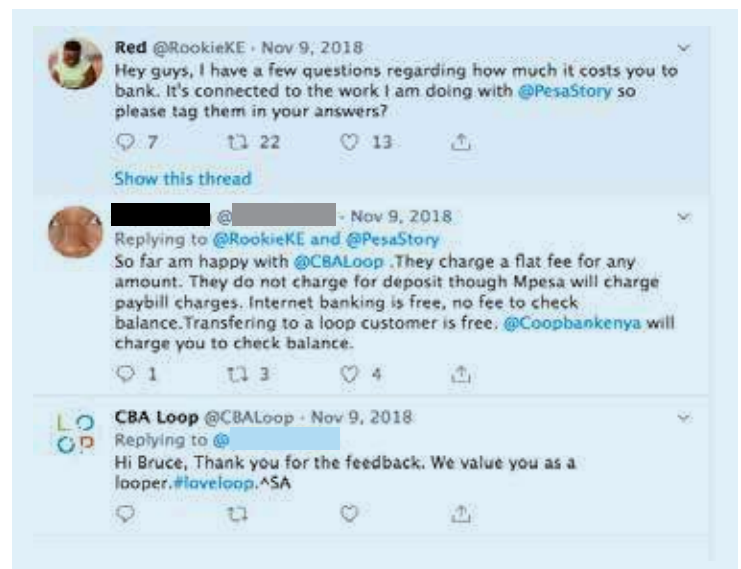 Red @RookieKE · Nov 9, 2018
Hey guys, I have a few questions regarding how much it costs you to
bank. It's connected to the work I am doing with @PesaStory so
please tag them in your answers?
7 22 13
Show this thread
@ · Nov 9, 2018
Replying to @RookieKE and @PesaStory
So far am happy with @CBALoop .They charge a flat fee for any
amount. They do not charge for deposit though Mpesa will charge
paybill charges. Internet banking is free, no fee to check
balance.Transfering to a loop customer is free. @Coopbankenya will
charge you to check balance.
1 3 4
LOOP
CBA Loop @CBALoop · Nov 9, 2018
Replying to @
Hi Bruce, Thank you for the feedback. We value you as a
looper.#loveloop.^SA